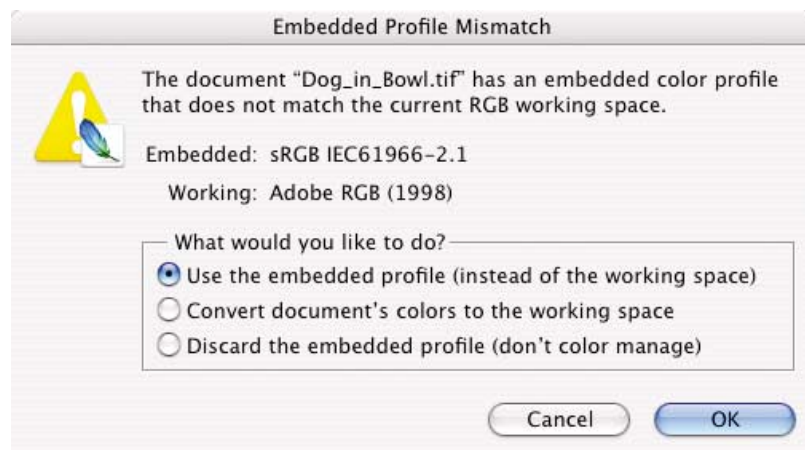 Embedded Profile Mismatch
The document “Dog_in_Bowl.tif” has an embedded color profile
that does not match the current RGB working space.
Embedded: sRGB IEC61966–2.1
Working: Adobe RGB (1998)
What would you like to do?
Use the embedded profile (instead of the working space)
Convert document’s colors to the working space
Discard the embedded profile (don’t color manage)
Cancel OK